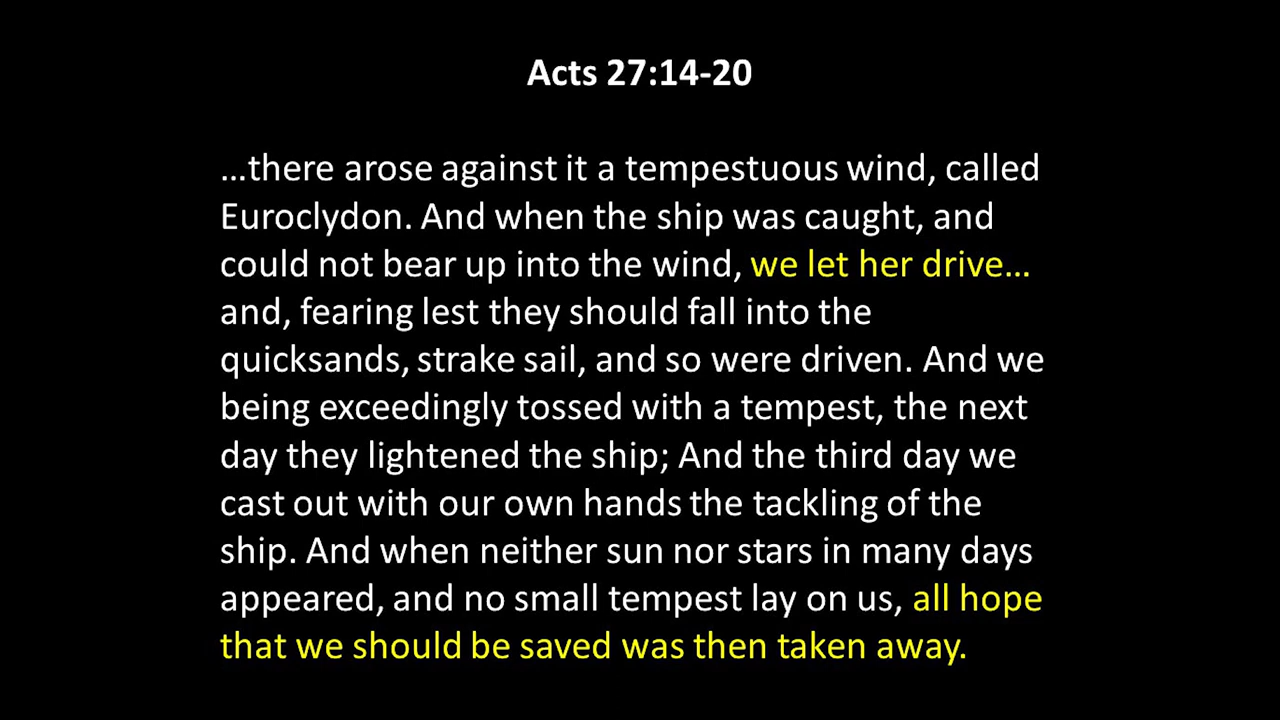 Acts 27:14-20
…there arose against it a tempestuous wind, called
Euroclydon. And when the ship was caught, and
could not bear up into the wind, we let her drive…
and, fearing lest they should fall into the
quicksands, strake sail, and so were driven. And we
being exceedingly tossed with a tempest, the next
day they lightened the ship; And the third day we
cast out with our own hands the tackling of the
ship. And when neither sun nor stars in many days
appeared, and no small tempest lay on us, all hope
that we should be saved was then taken away.